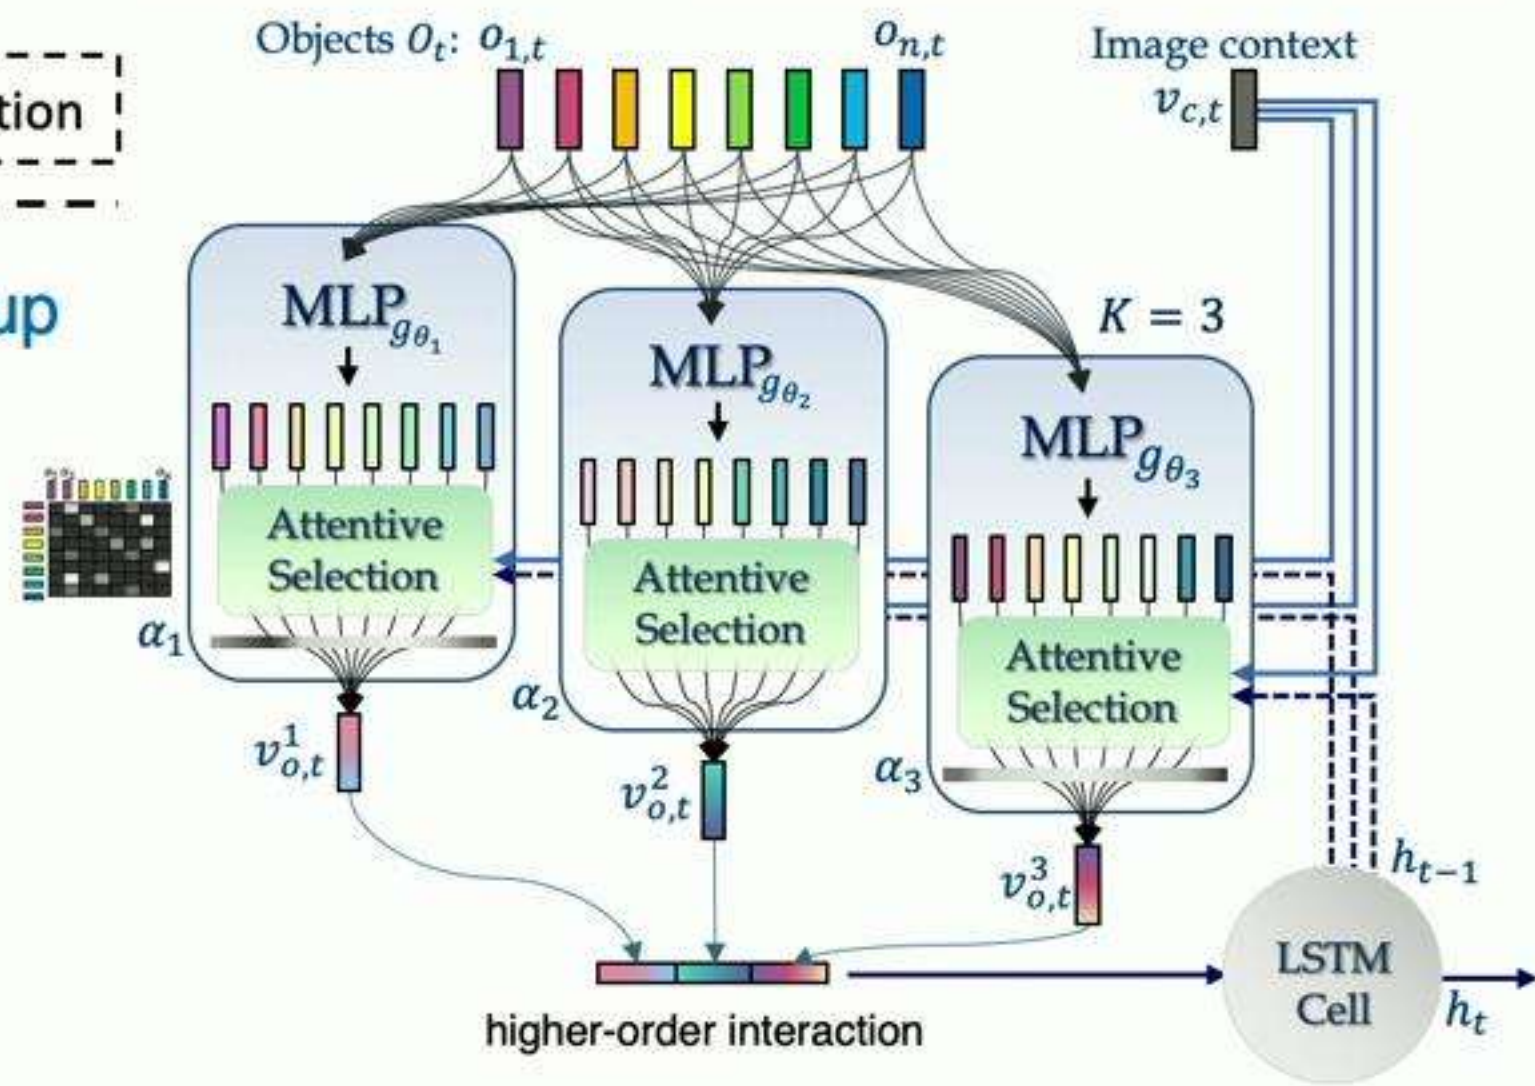 Objects O_t: o_{1,t}
o_{n,t}
Image context
v_{c,t}
tion
up
K = 3
MLP_{g_{θ_1}}
MLP_{g_{θ_2}}
MLP_{g_{θ_3}}
Attentive
Selection
Attentive
Selection
Attentive
Selection
α_1
α_2
α_3
v^1_{o,t}
v^2_{o,t}
v^3_{o,t}
h_{t−1}
LSTM
Cell
h_t
higher-order interaction